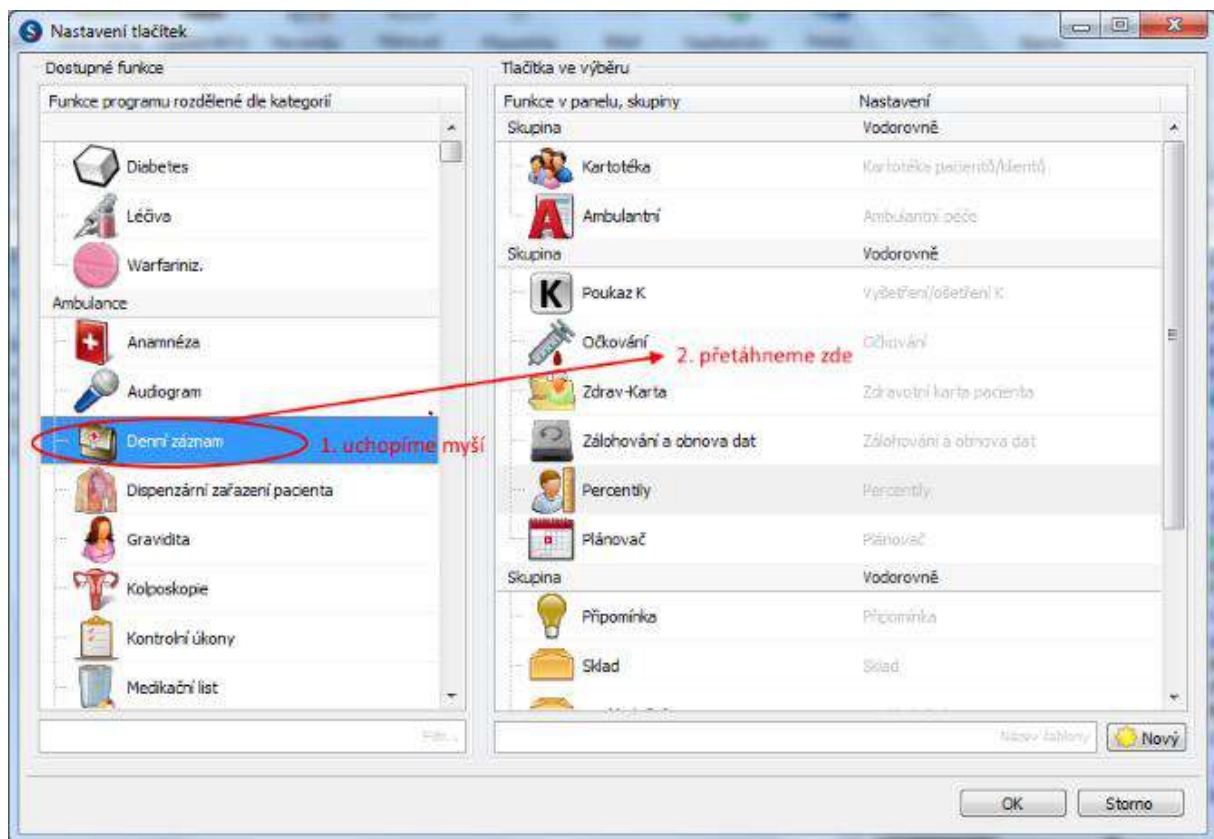 Nastavení tlačítek
Dostupné funkce
Funkce programu rozdělené dle kategorií
Diabetes
Léčiva
Warfariniz.
Ambulance
Anamnéza
Audiogram
Denní záznam
1. uchopíme myší
Dispenzární zařazení pacienta
Gravidita
Kolposkopie
Kontrolní úkony
Medikační list
Filtr...
Tlačítka ve výběru
Funkce v panelu, skupiny Nastavení
Skupina Vodorovně
Kartotéka Kartotéka pacientů/klientů
Ambulantní Ambulantní péče
Skupina Vodorovně
K Poukaz K Vyšetření/ošetření K
Očkování Očkování
2. přetáhneme zde
Zdrav-Karta Zdravotní karta pacienta
Zálohování a obnova dat Zálohování a obnova dat
Percentily Percentily
Plánovač Plánovač
Skupina Vodorovně
Připomínka Připomínka
Sklad Sklad
Název šablony Nový
OK Storno